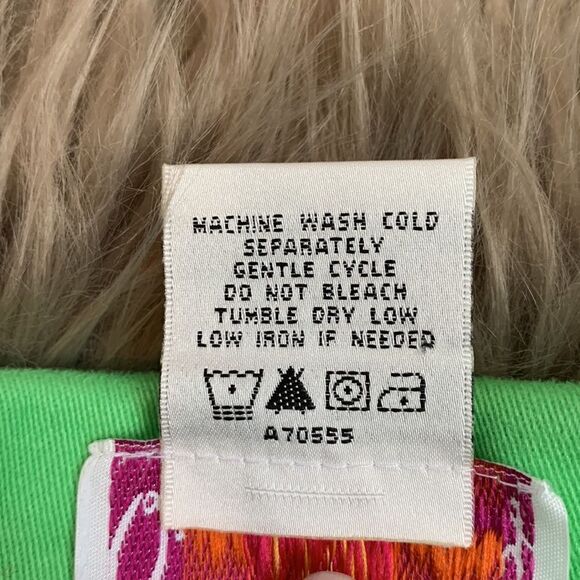 MACHINE WASH COLD
SEPARATELY
GENTLE CYCLE
DO NOT BLEACH
TUMBLE DRY LOW
LOW IRON IF NEEDED
A70555